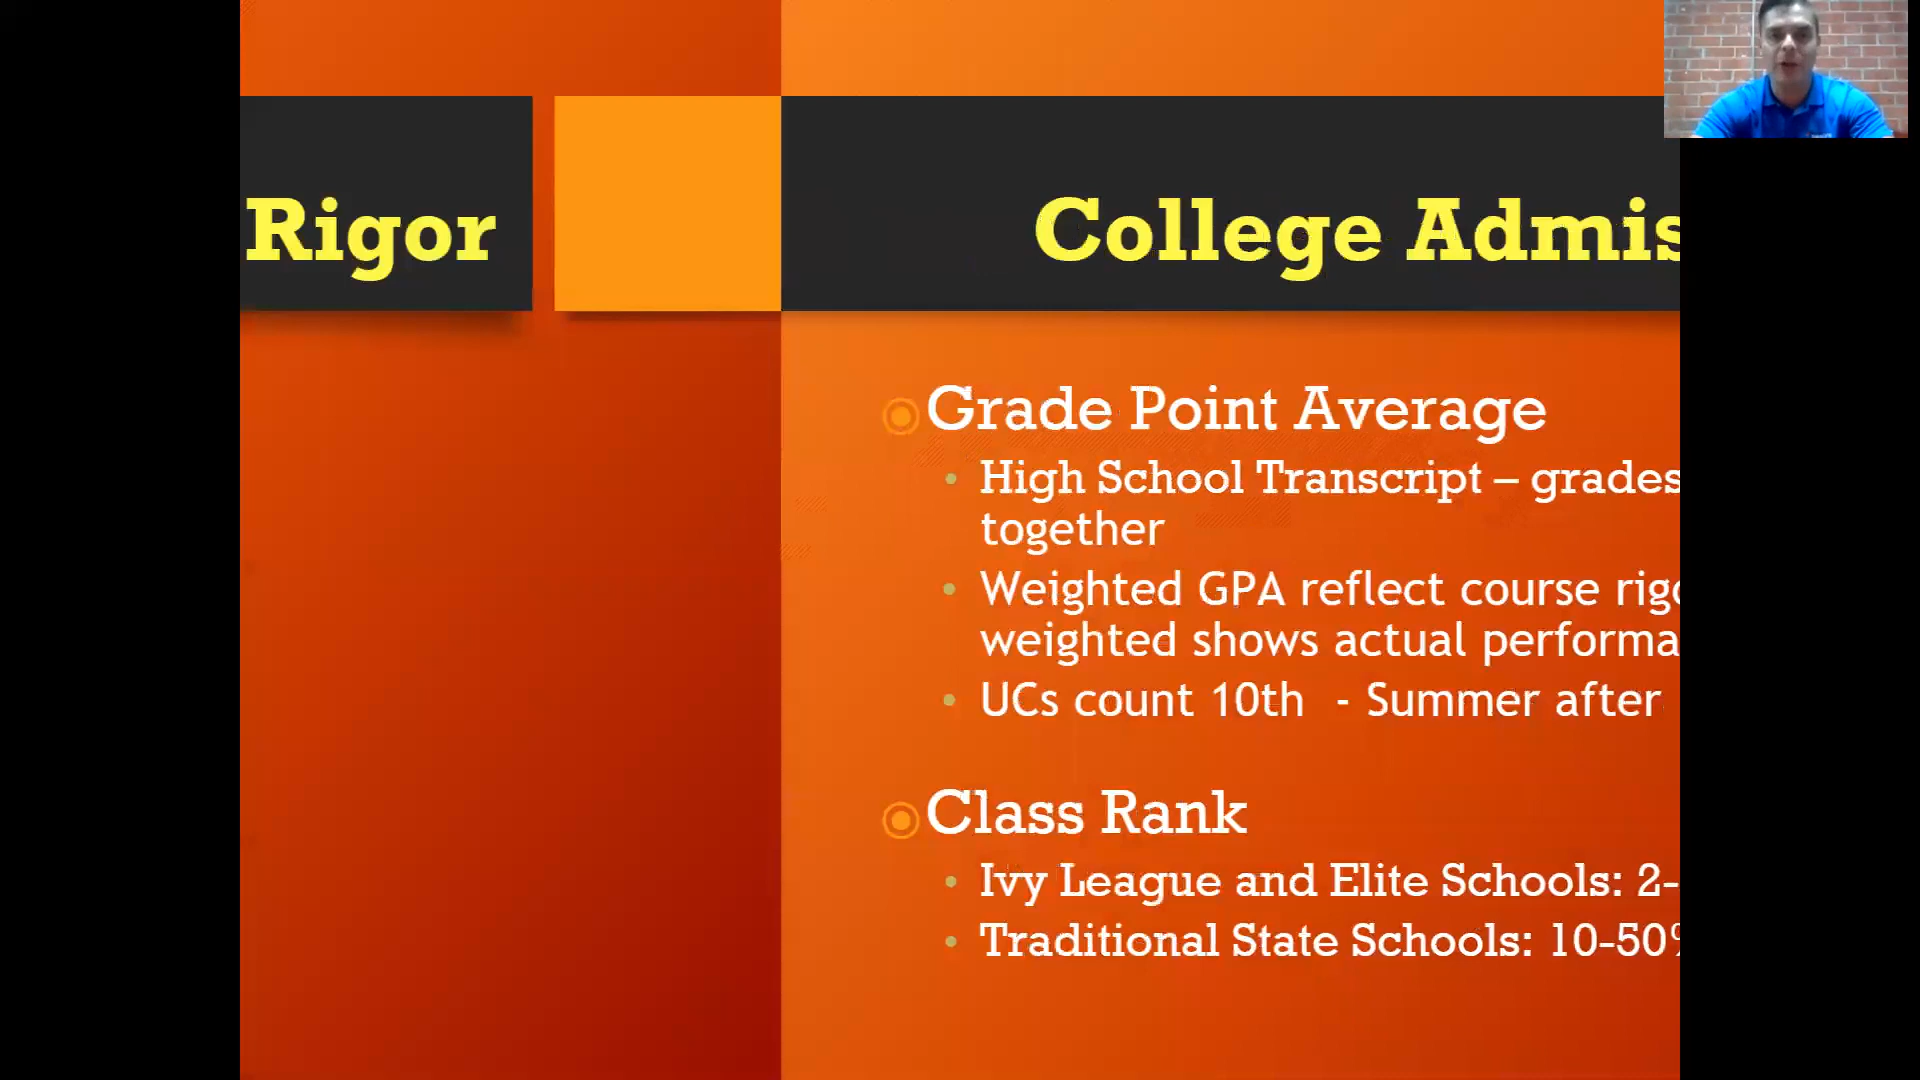 Rigor
College Admis
Grade Point Average
High School Transcript – grades
together
Weighted GPA reflect course rigo
weighted shows actual performa
UCs count 10th - Summer after
Class Rank
Ivy League and Elite Schools: 2-
Traditional State Schools: 10-50%